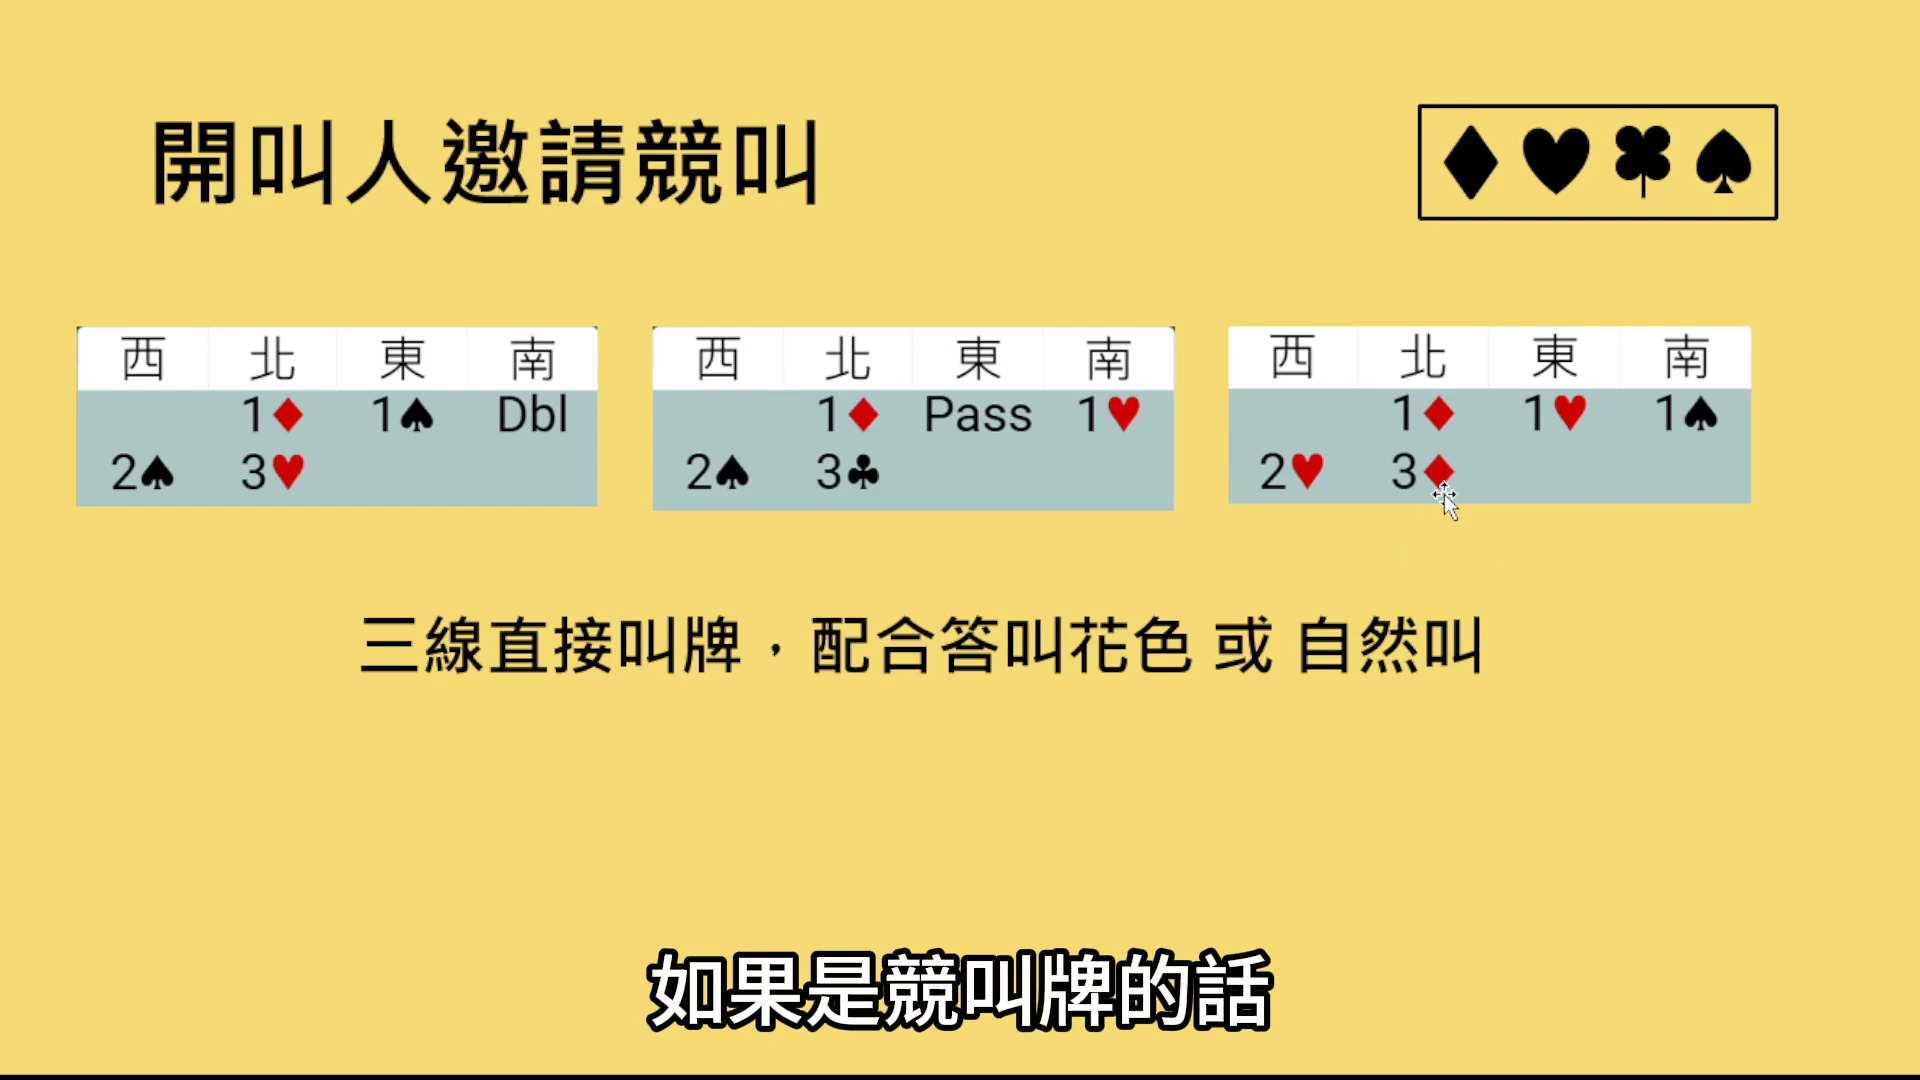 開叫人邀請競叫
♦♥♣♠
西 北 東 南
1♦ 1♠ Dbl
2♠ 3♥
西 北 東 南
1♦ Pass 1♥
2♠ 3♣
西 北 東 南
1♦ 1♥ 1♠
2♥ 3♦
三線直接叫牌，配合答叫花色 或 自然叫
如果是競叫牌的話